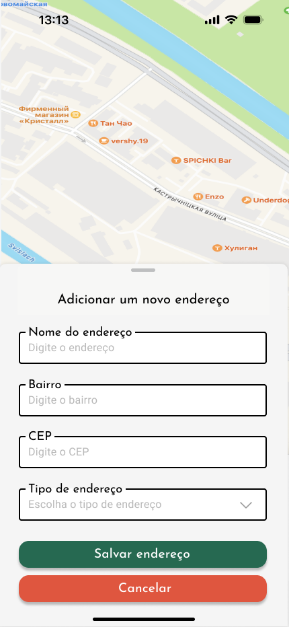 13:13
Фирменный
магазин
«Кристалл»
Тан Чао
vershy.19
SPICHKI Bar
Enzo
Underdog
КАСТРЫЧНІЦКАЯ ВУЛІЦА
Хулиган
Adicionar um novo endereço
Nome do endereço
Digite o endereço
Bairro
Digite o bairro
CEP
Digite o CEP
Tipo de endereço
Escolha o tipo de endereço
Salvar endereço
Cancelar